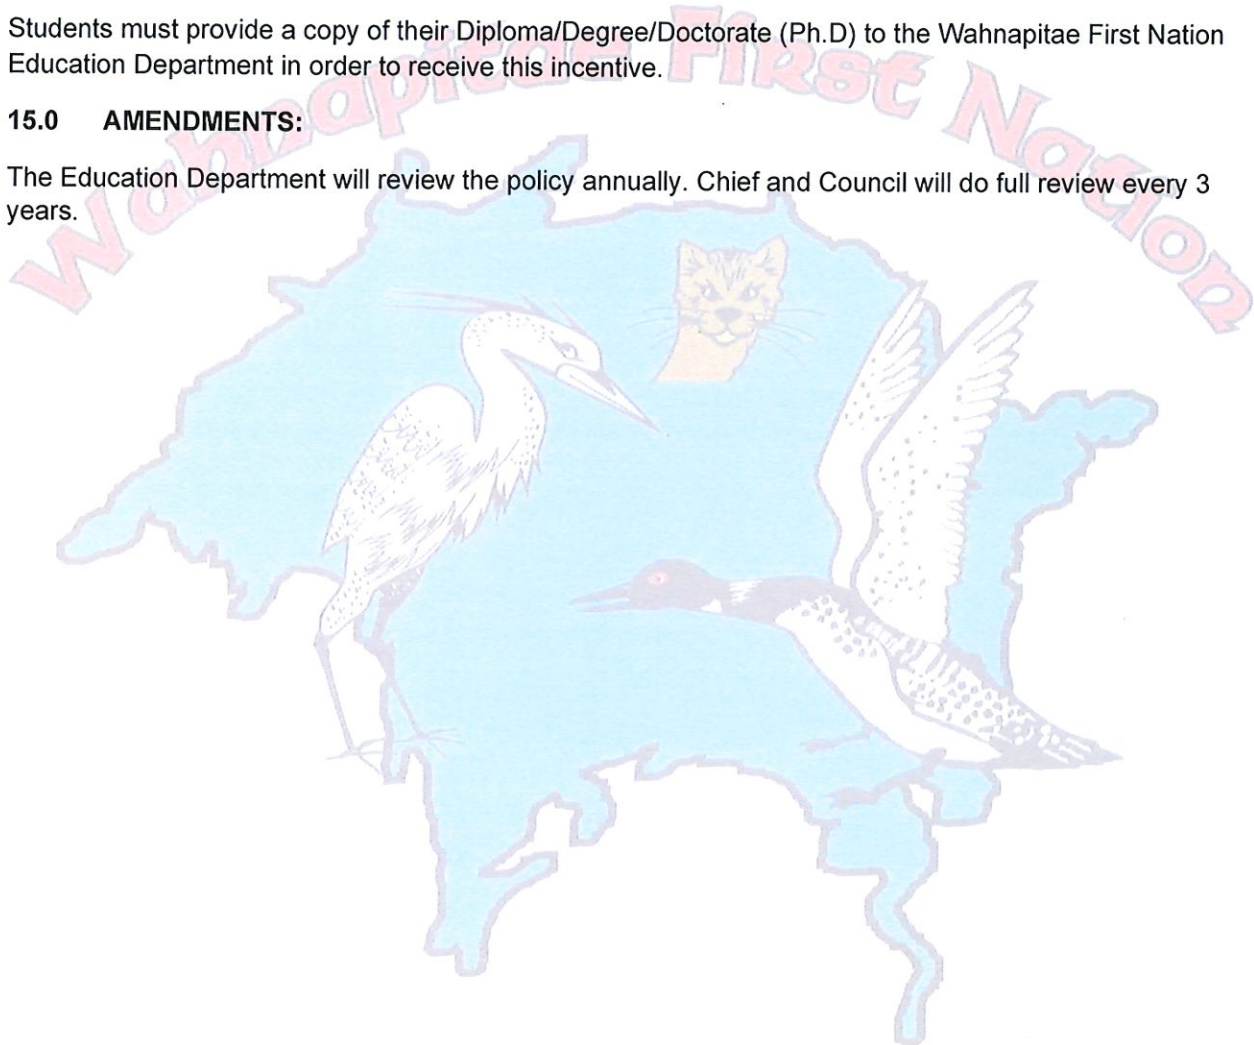 Students must provide a copy of their Diploma/Degree/Doctorate (Ph.D) to the Wahnapitae First Nation
Education Department in order to receive this incentive.
15.0 AMENDMENTS:
The Education Department will review the policy annually. Chief and Council will do full review every 3
years.
Wahnapitae First Nation